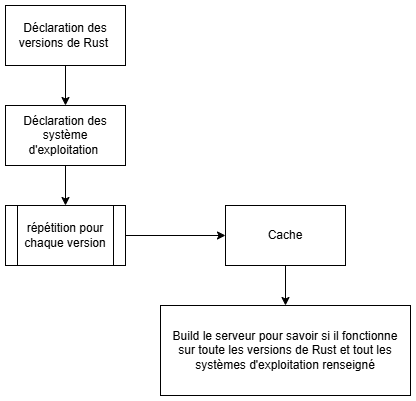 Déclaration des
versions de Rust
Déclaration des
système
d'exploitation
répétition pour
chaque version
Cache
Build le serveur pour savoir si il fonctionne
sur toute les versions de Rust et tout les
systèmes d'exploitation renseigné